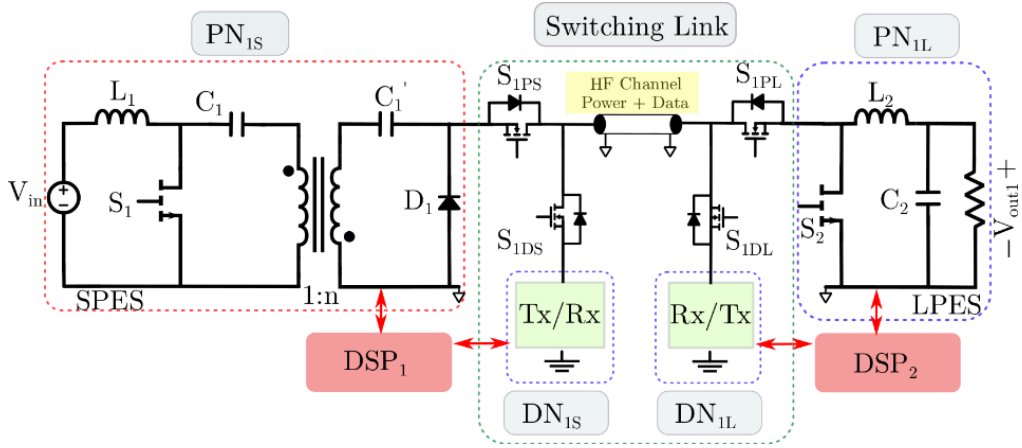 PN1S
Switching Link
PN1L
L1
C1
C1'
S1PS
HF Channel
Power + Data
S1PL
L2
Vin
S1
D1
S1DS
S1DL
S2
C2
−Vout1+
SPES
1:n
Tx/Rx
Rx/Tx
LPES
DSP1
DSP2
DN1S
DN1L